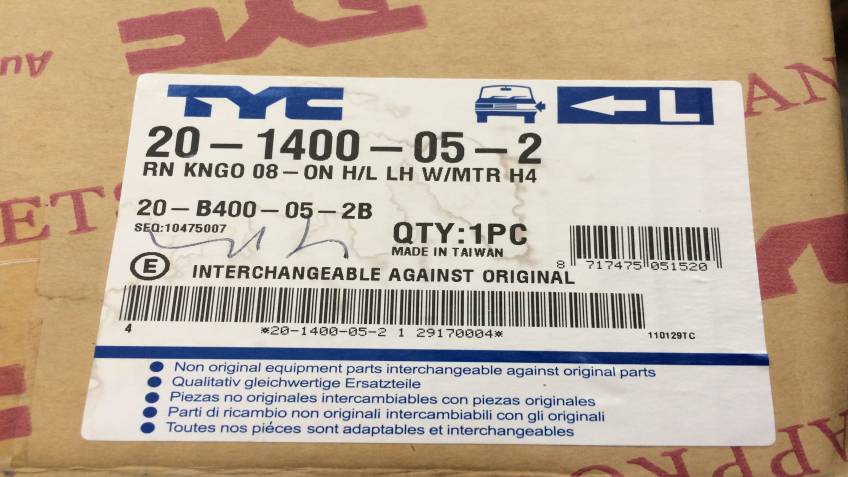 TYC
L
20-1400-05-2
RN KNGO 08-ON H/L LH W/MTR H4
20-B400-05-2B
SEQ:10475007
QTY:1PC
MADE IN TAIWAN
8 717475 051520
E INTERCHANGEABLE AGAINST ORIGINAL
4 *20-1400-05-2 1 29170004* 110129TC
• Non original equipment parts interchangeable against original parts
• Qualitativ gleichwertige Ersatzteile
• Piezas no originales intercambiables con piezas originales
• Parti di ricambio non originali intercambiabili con gli originali
• Toutes nos piéces sont adaptables et interchangeables